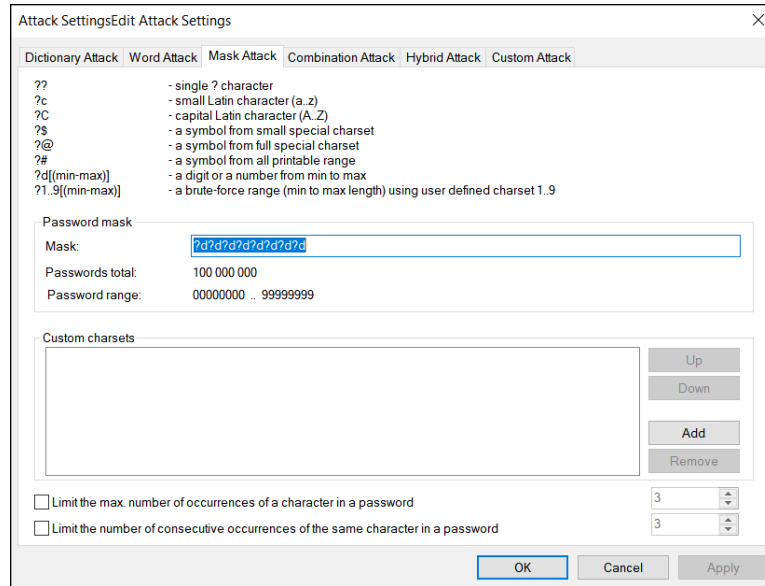 Attack SettingsEdit Attack Settings
Dictionary Attack Word Attack Mask Attack Combination Attack Hybrid Attack Custom Attack
?? - single ? character
?c - small Latin character (a..z)
?C - capital Latin character (A..Z)
?$ - a symbol from small special charset
?@ - a symbol from full special charset
?# - a symbol from all printable range
?d[(min-max)] - a digit or a number from min to max
?1..9[(min-max)] - a brute-force range (min to max length) using user defined charset 1..9
Password mask
Mask: ?d?d?d?d?d?d?d?d
Passwords total: 100 000 000
Password range: 00000000 .. 99999999
Custom charsets
Up
Down
Add
Remove
Limit the max. number of occurrences of a character in a password 3
Limit the number of consecutive occurrences of the same character in a password 3
OK Cancel Apply